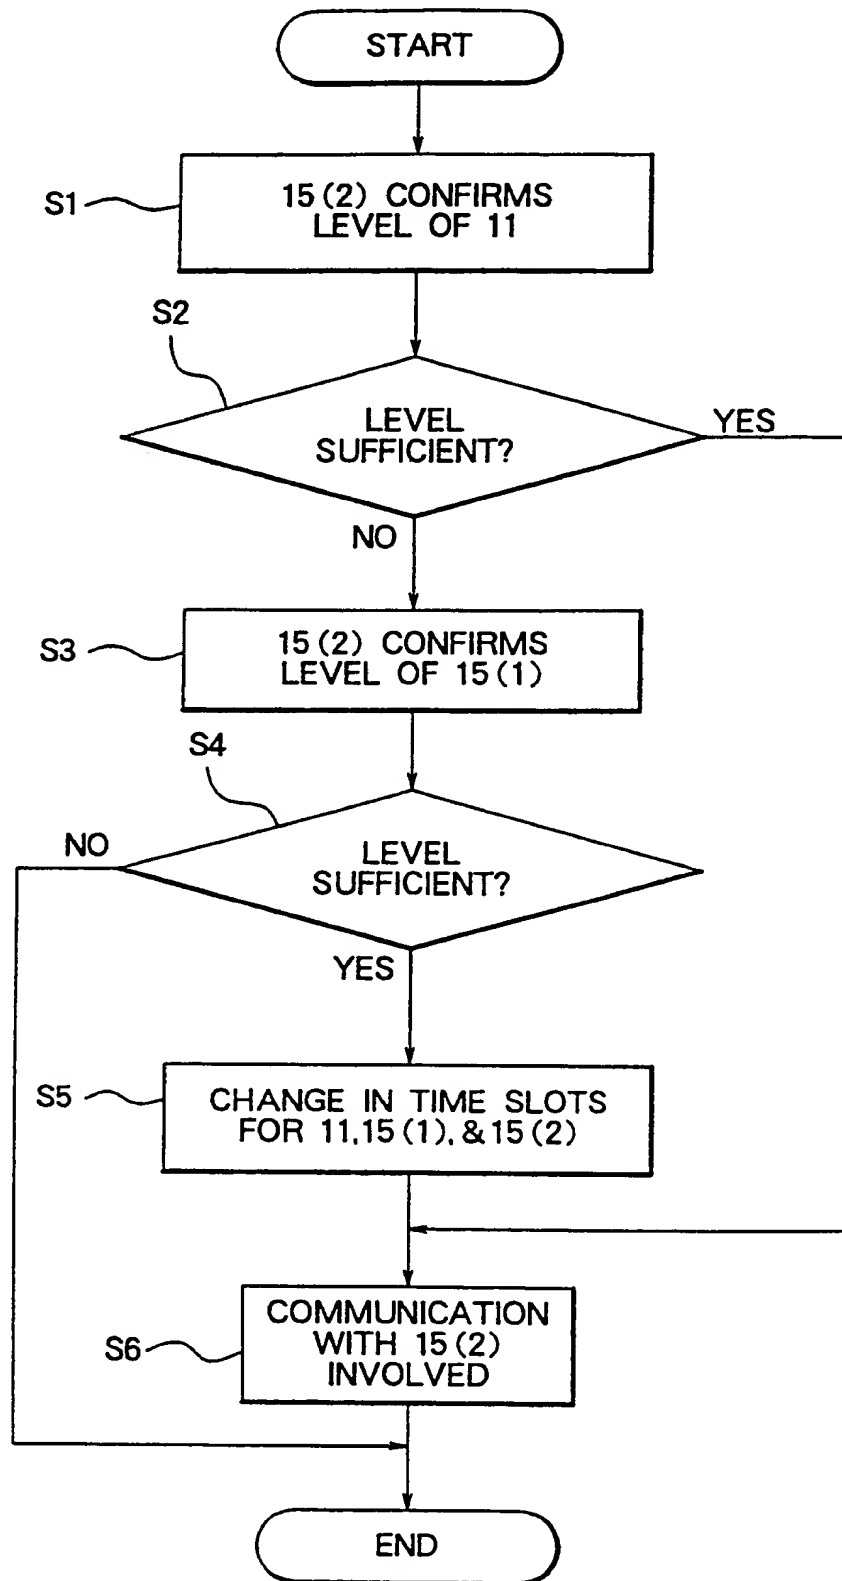 START
S1
15(2) CONFIRMS
LEVEL OF 11
S2
LEVEL
SUFFICIENT?
YES
NO
S3
15(2) CONFIRMS
LEVEL OF 15(1)
S4
NO
LEVEL
SUFFICIENT?
YES
S5
CHANGE IN TIME SLOTS
FOR 11,15(1), & 15(2)
S6
COMMUNICATION
WITH 15(2)
INVOLVED
END